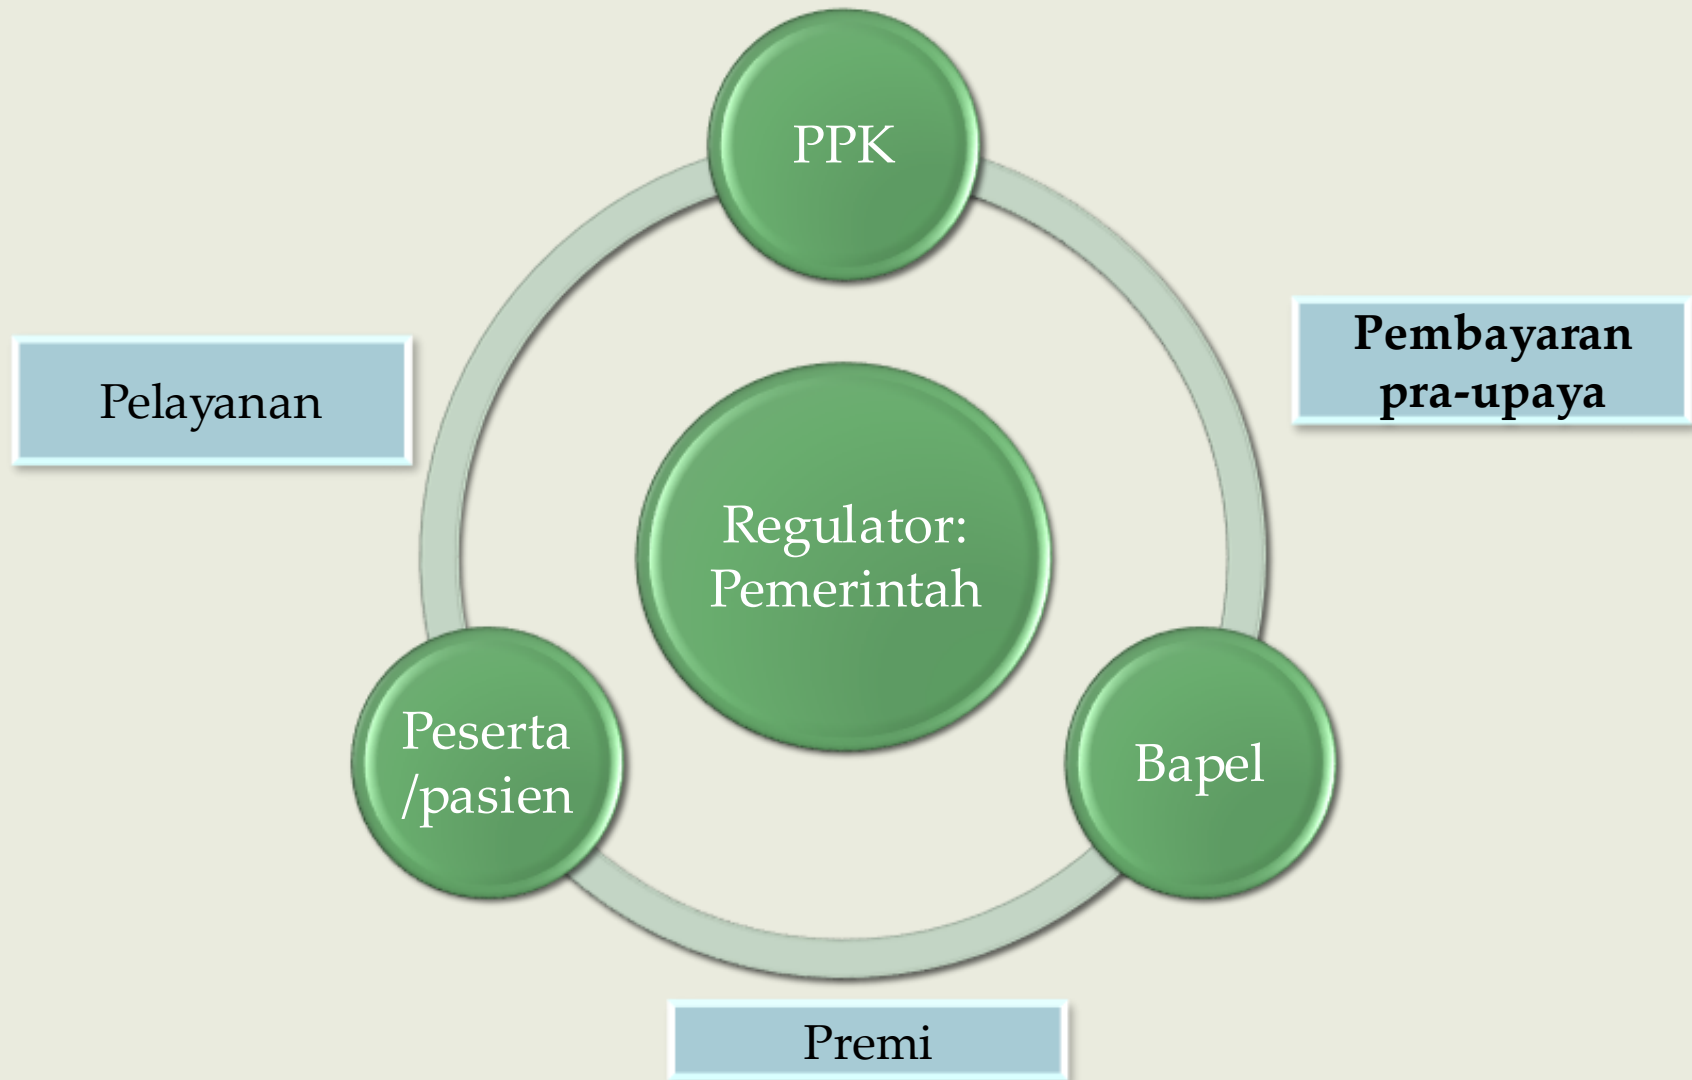 PPK
Pembayaran
pra-upaya
Pelayanan
Regulator:
Pemerintah
Peserta
/pasien
Bapel
Premi